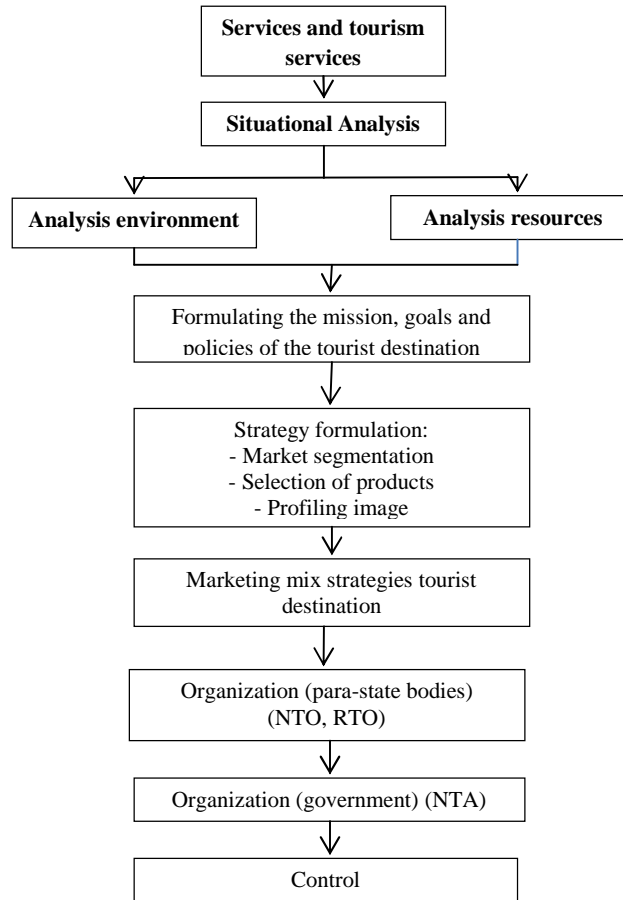 Services and tourism
services
Situational Analysis
Analysis environment
Analysis resources
Formulating the mission, goals and
policies of the tourist destination
Strategy formulation:
- Market segmentation
- Selection of products
- Profiling image
Marketing mix strategies tourist
destination
Organization (para-state bodies)
(NTO, RTO)
Organization (government) (NTA)
Control